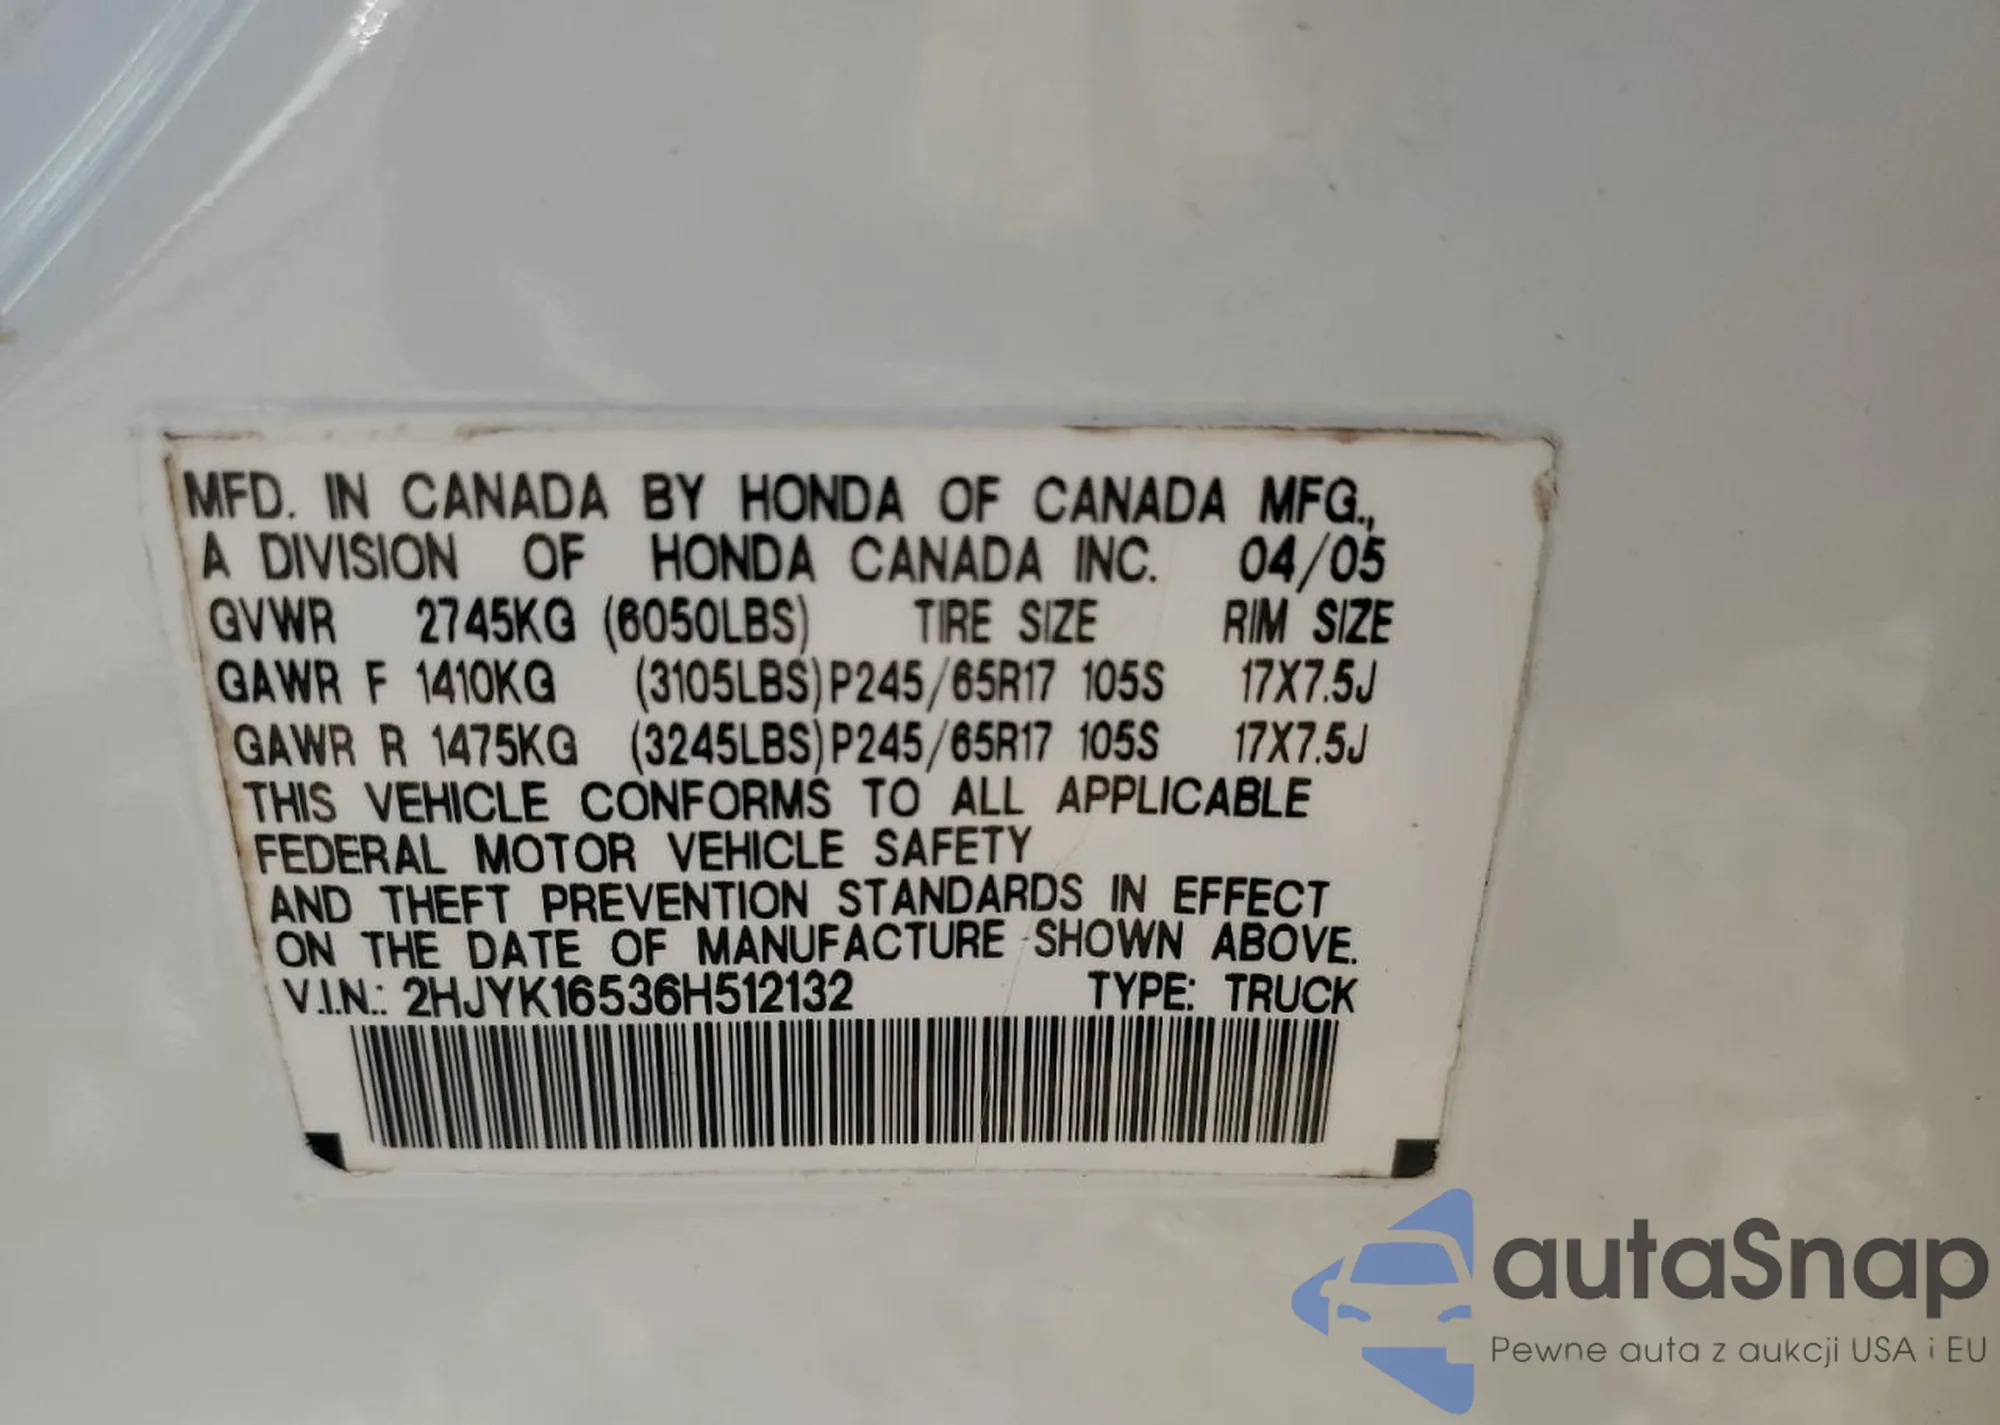 MFD. IN CANADA BY HONDA OF CANADA MFG.,
A DIVISION OF HONDA CANADA INC. 04/05
GVWR 2745KG (6050LBS) TIRE SIZE RIM SIZE
GAWR F 1410KG (3105LBS) P245/65R17 105S 17X7.5J
GAWR R 1475KG (3245LBS) P245/65R17 105S 17X7.5J
THIS VEHICLE CONFORMS TO ALL APPLICABLE
FEDERAL MOTOR VEHICLE SAFETY
AND THEFT PREVENTION STANDARDS IN EFFECT
ON THE DATE OF MANUFACTURE SHOWN ABOVE.
V.I.N.: 2HJYK16536H512132 TYPE: TRUCK
autaSnap
Pewne auta z aukcji USA i EU